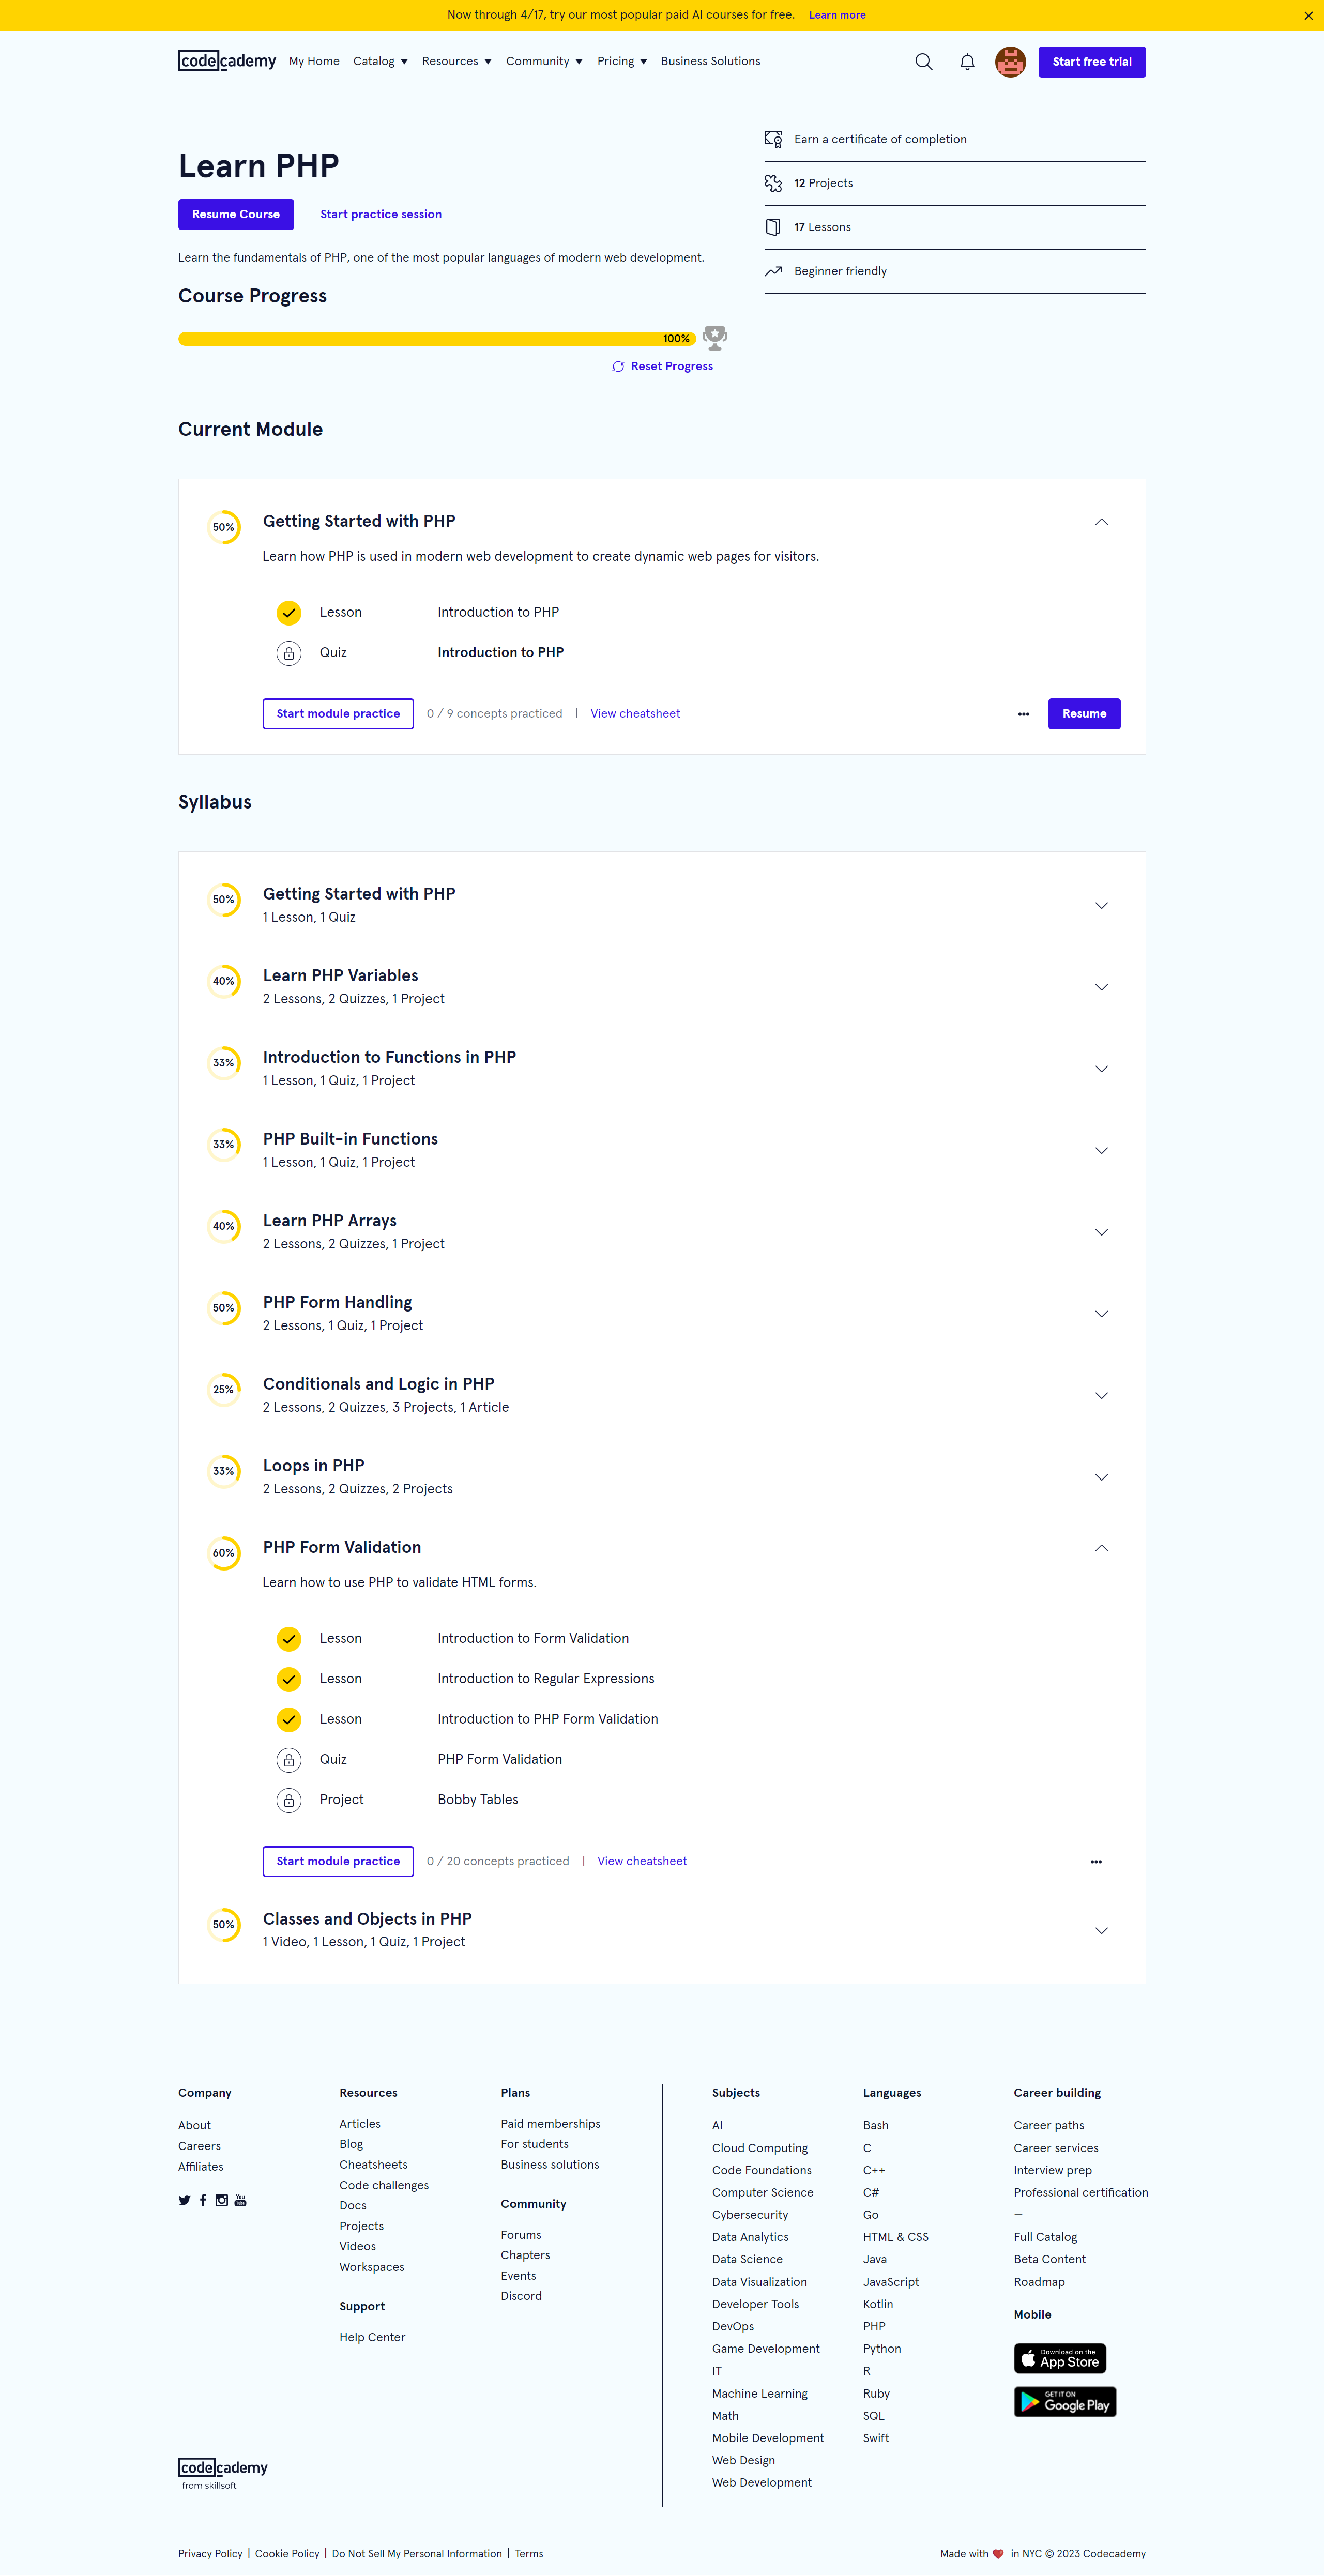 Now through 4/17, try our most popular paid AI courses for free. Learn more
codecademy My Home Catalog Resources Community Pricing Business Solutions Start free trial
Learn PHP
Resume Course Start practice session
Learn the fundamentals of PHP, one of the most popular languages of modern web development.
Earn a certificate of completion
12 Projects
17 Lessons
Beginner friendly
Course Progress
100%
Reset Progress
Current Module
50% Getting Started with PHP
Learn how PHP is used in modern web development to create dynamic web pages for visitors.
Lesson Introduction to PHP
Quiz Introduction to PHP
Start module practice 0 / 9 concepts practiced | View cheatsheet ••• Resume
Syllabus
50% Getting Started with PHP
1 Lesson, 1 Quiz
40% Learn PHP Variables
2 Lessons, 2 Quizzes, 1 Project
33% Introduction to Functions in PHP
1 Lesson, 1 Quiz, 1 Project
33% PHP Built-in Functions
1 Lesson, 1 Quiz, 1 Project
40% Learn PHP Arrays
2 Lessons, 2 Quizzes, 1 Project
50% PHP Form Handling
2 Lessons, 1 Quiz, 1 Project
25% Conditionals and Logic in PHP
2 Lessons, 2 Quizzes, 3 Projects, 1 Article
33% Loops in PHP
2 Lessons, 2 Quizzes, 2 Projects
60% PHP Form Validation
Learn how to use PHP to validate HTML forms.
Lesson Introduction to Form Validation
Lesson Introduction to Regular Expressions
Lesson Introduction to PHP Form Validation
Quiz PHP Form Validation
Project Bobby Tables
Start module practice 0 / 20 concepts practiced | View cheatsheet •••
50% Classes and Objects in PHP
1 Video, 1 Lesson, 1 Quiz, 1 Project
Company
About
Careers
Affiliates
You Tube
Resources
Articles
Blog
Cheatsheets
Code challenges
Docs
Projects
Videos
Workspaces
Support
Help Center
Plans
Paid memberships
For students
Business solutions
Community
Forums
Chapters
Events
Discord
Subjects
AI
Cloud Computing
Code Foundations
Computer Science
Cybersecurity
Data Analytics
Data Science
Data Visualization
Developer Tools
DevOps
Game Development
IT
Machine Learning
Math
Mobile Development
Web Design
Web Development
Languages
Bash
C
C++
C#
Go
HTML & CSS
Java
JavaScript
Kotlin
PHP
Python
R
Ruby
SQL
Swift
Career building
Career paths
Career services
Interview prep
Professional certification
—
Full Catalog
Beta Content
Roadmap
Mobile
Download on the
App Store
GET IT ON
Google Play
codecademy
from skillsoft
Privacy Policy | Cookie Policy | Do Not Sell My Personal Information | Terms
Made with ❤ in NYC © 2023 Codecademy